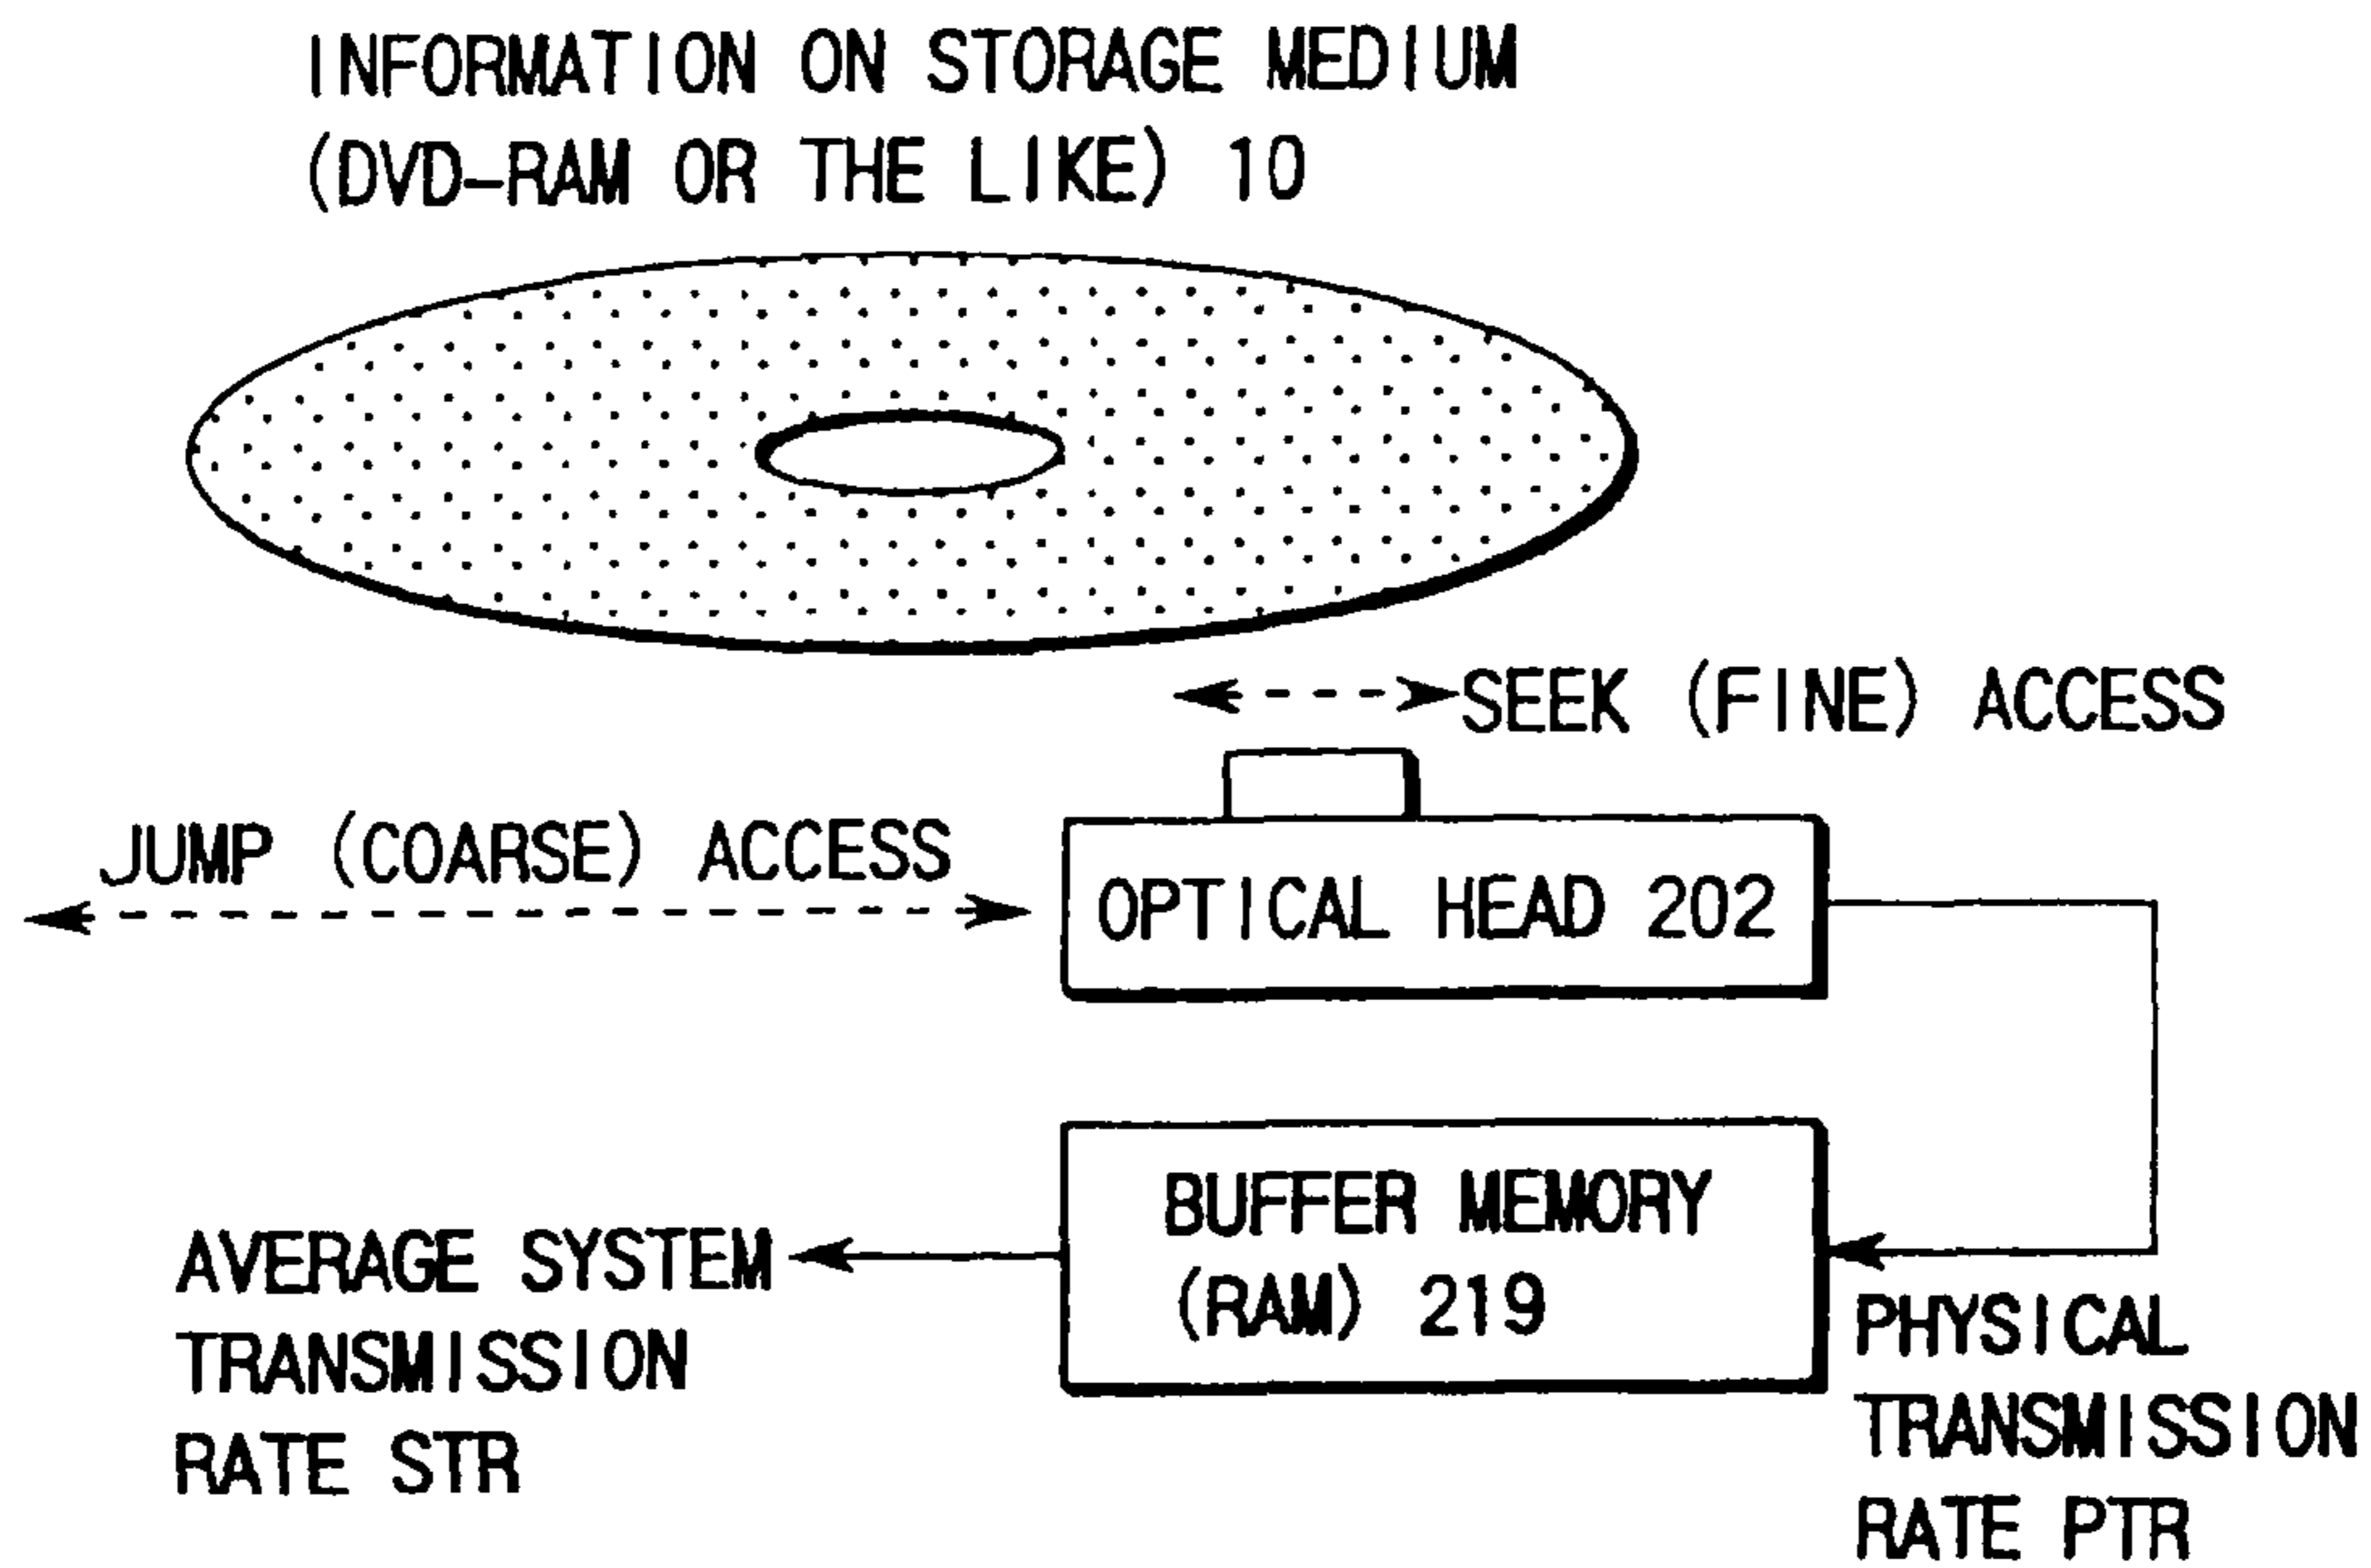 INFORMATION ON STORAGE MEDIUM
(DVD-RAM OR THE LIKE) 10
SEEK (FINE) ACCESS
JUMP (COARSE) ACCESS
OPTICAL HEAD 202
BUFFER MEMORY
(RAM) 219
AVERAGE SYSTEM
TRANSMISSION
RATE STR
PHYSICAL
TRANSMISSION
RATE PTR